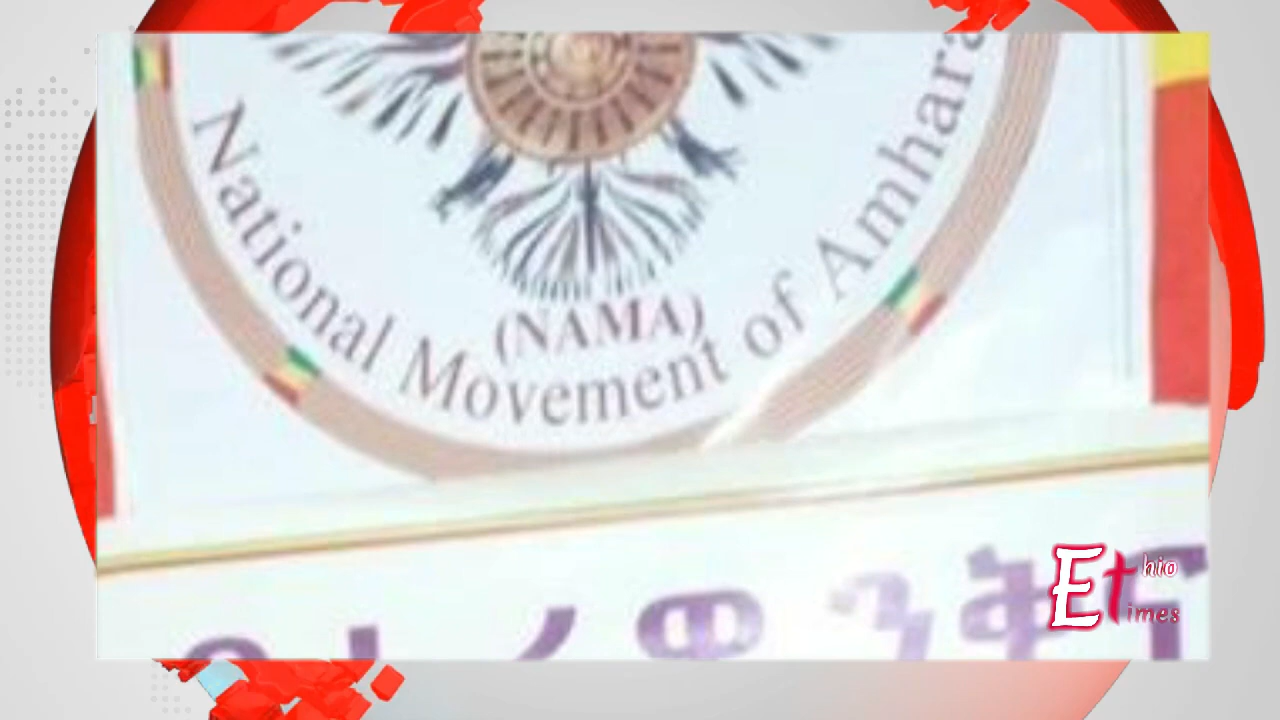 National Movement of Amhara
(NAMA)
Ethio
times